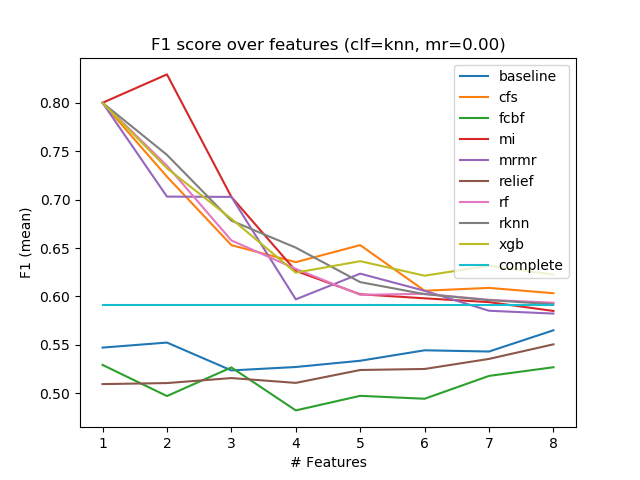 F1 score over features (clf=knn, mr=0.00)
F1 (mean)
0.80
0.75
0.70
0.65
0.60
0.55
0.50
baseline
cfs
fcbf
mi
mrmr
relief
rf
rknn
xgb
complete
1 2 3 4 5 6 7 8
# Features